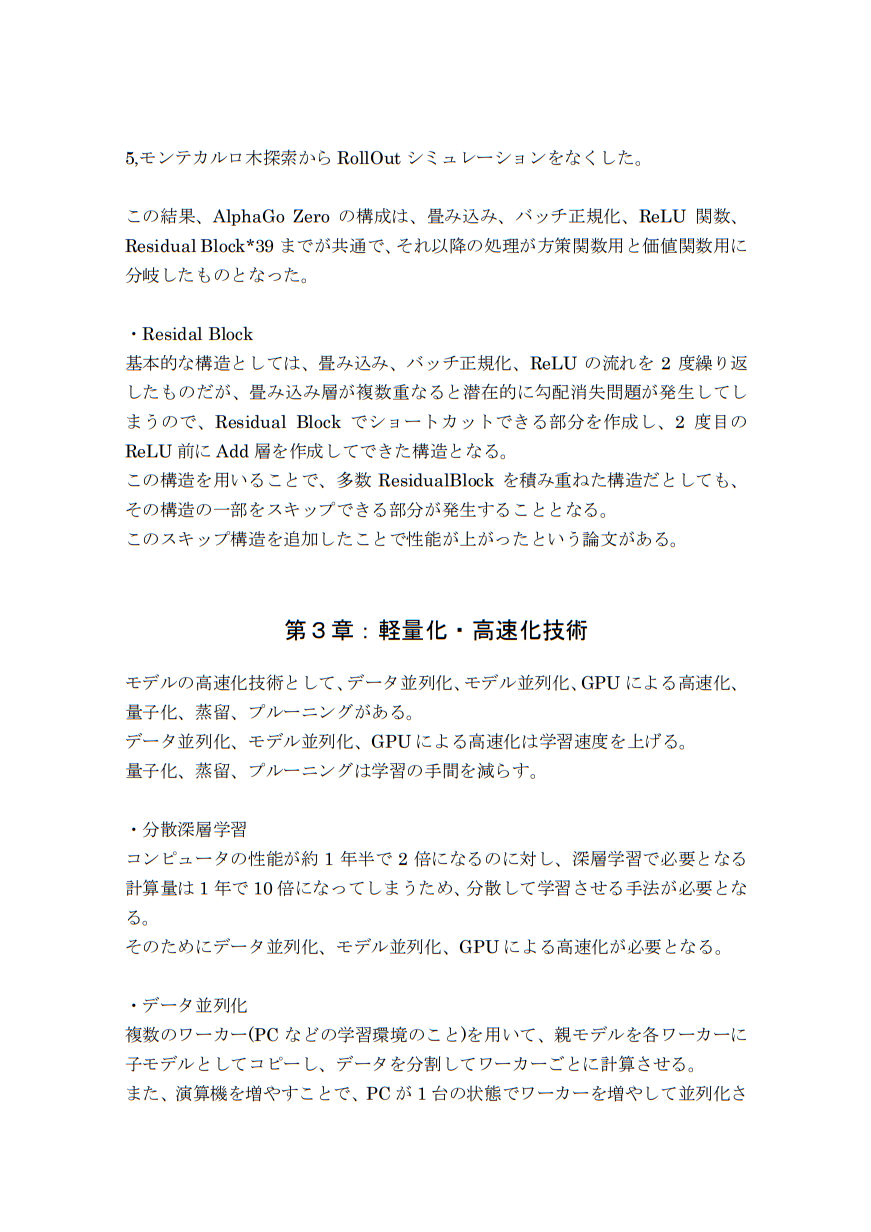 5,モンテカルロ木探索から RollOut シミュレーションをなくした。
この結果、AlphaGo Zero の構成は、畳み込み、バッチ正規化、ReLU 関数、
Residual Block*39 までが共通で、それ以降の処理が方策関数用と価値関数用に
分岐したものとなった。
・Residal Block
基本的な構造としては、畳み込み、バッチ正規化、ReLU の流れを 2 度繰り返
したものだが、畳み込み層が複数重なると潜在的に勾配消失問題が発生してし
まうので、Residual Block でショートカットできる部分を作成し、2 度目の
ReLU 前に Add 層を作成してできた構造となる。
この構造を用いることで、多数 ResidualBlock を積み重ねた構造だとしても、
その構造の一部をスキップできる部分が発生することとなる。
このスキップ構造を追加したことで性能が上がったという論文がある。
第３章：軽量化・高速化技術
モデルの高速化技術として、データ並列化、モデル並列化、GPU による高速化、
量子化、蒸留、プルーニングがある。
データ並列化、モデル並列化、GPU による高速化は学習速度を上げる。
量子化、蒸留、プルーニングは学習の手間を減らす。
・分散深層学習
コンピュータの性能が約 1 年半で 2 倍になるのに対し、深層学習で必要となる
計算量は 1 年で 10 倍になってしまうため、分散して学習させる手法が必要とな
る。
そのためにデータ並列化、モデル並列化、GPU による高速化が必要となる。
・データ並列化
複数のワーカー(PC などの学習環境のこと)を用いて、親モデルを各ワーカーに
子モデルとしてコピーし、データを分割してワーカーごとに計算させる。
また、演算機を増やすことで、PC が 1 台の状態でワーカーを増やして並列化さ